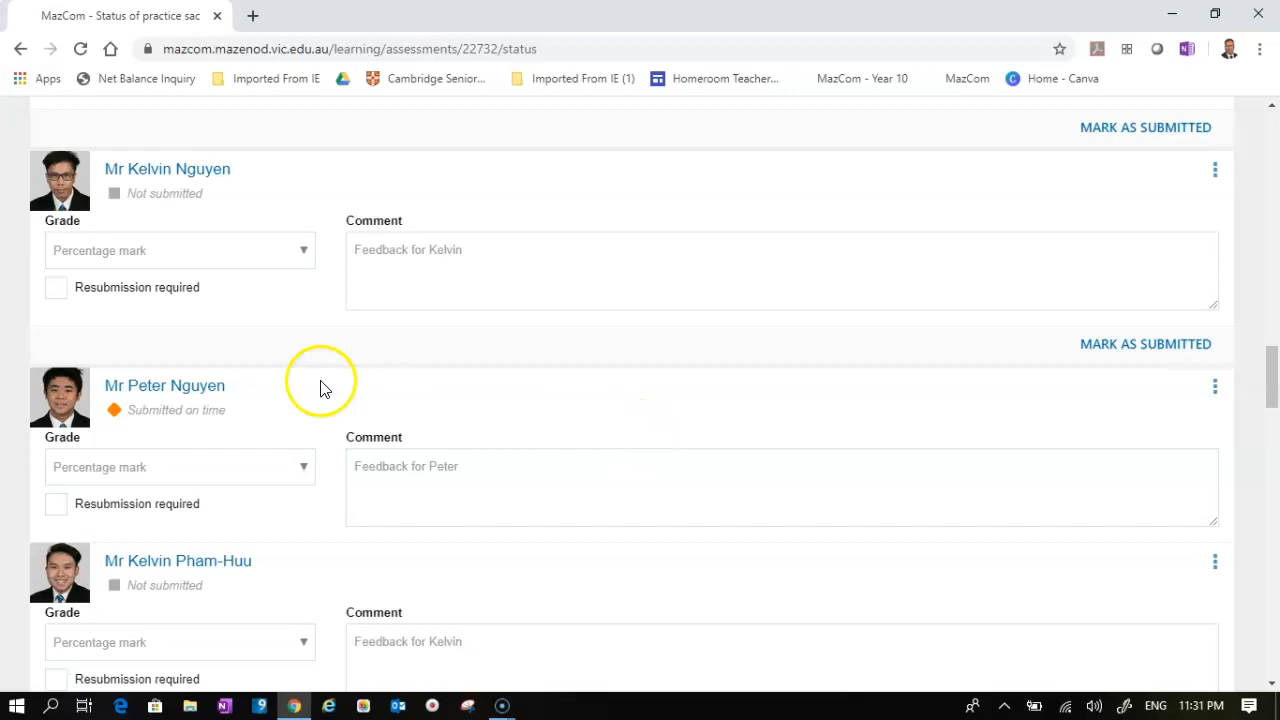 MazCom - Status of practice sac
mazcom.mazenod.vic.edu.au/learning/assessments/22732/status
Apps Net Balance Inquiry Imported From IE Cambridge Senior... Imported From IE (1) Homeroom Teacher... MazCom - Year 10 MazCom Home - Canva
MARK AS SUBMITTED
Mr Kelvin Nguyen
Not submitted
Grade Comment
Percentage mark Feedback for Kelvin
Resubmission required
MARK AS SUBMITTED
Mr Peter Nguyen
Submitted on time
Grade Comment
Percentage mark Feedback for Peter
Resubmission required
Mr Kelvin Pham-Huu
Not submitted
Grade Comment
Percentage mark Feedback for Kelvin
Resubmission required
ENG 11:31 PM